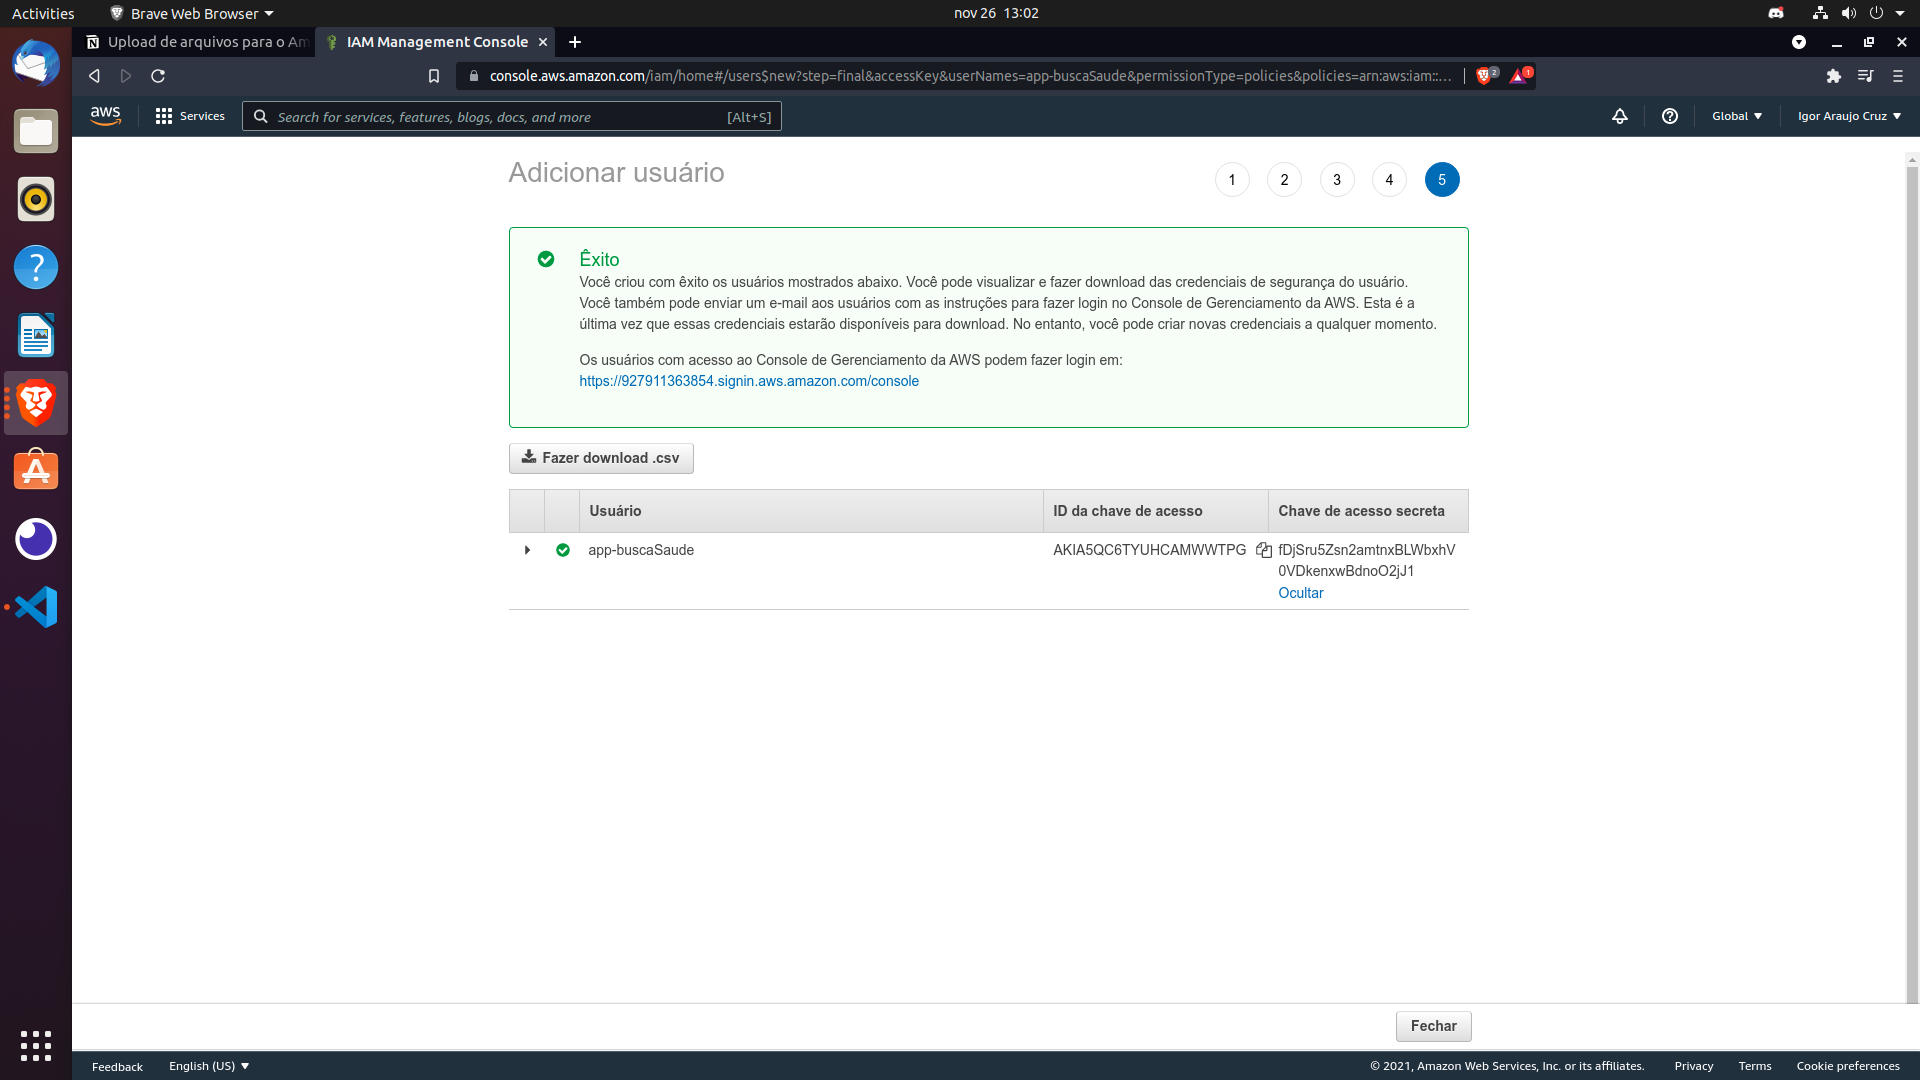 Activities
Brave Web Browser
nov 26 13:02
Upload de arquivos para o Am
IAM Management Console
console.aws.amazon.com/iam/home#/users$new?step=final&accessKey&userNames=app-buscaSaude&permissionType=policies&policies=arn:aws:iam::...
2
1
aws
Services
Search for services, features, blogs, docs, and more
[Alt+S]
Global
Igor Araujo Cruz
Adicionar usuário
1 2 3 4 5
Êxito
Você criou com êxito os usuários mostrados abaixo. Você pode visualizar e fazer download das credenciais de segurança do usuário.
Você também pode enviar um e-mail aos usuários com as instruções para fazer login no Console de Gerenciamento da AWS. Esta é a
última vez que essas credenciais estarão disponíveis para download. No entanto, você pode criar novas credenciais a qualquer momento.
Os usuários com acesso ao Console de Gerenciamento da AWS podem fazer login em:
https://927911363854.signin.aws.amazon.com/console
Fazer download .csv
Usuário
ID da chave de acesso
Chave de acesso secreta
app-buscaSaude
AKIA5QC6TYUHCAMWWTPG
fDjSru5Zsn2amtnxBLWbxhV
0VDkenxwBdnoO2jJ1
Ocultar
Fechar
Feedback
English (US)
© 2021, Amazon Web Services, Inc. or its affiliates.
Privacy
Terms
Cookie preferences